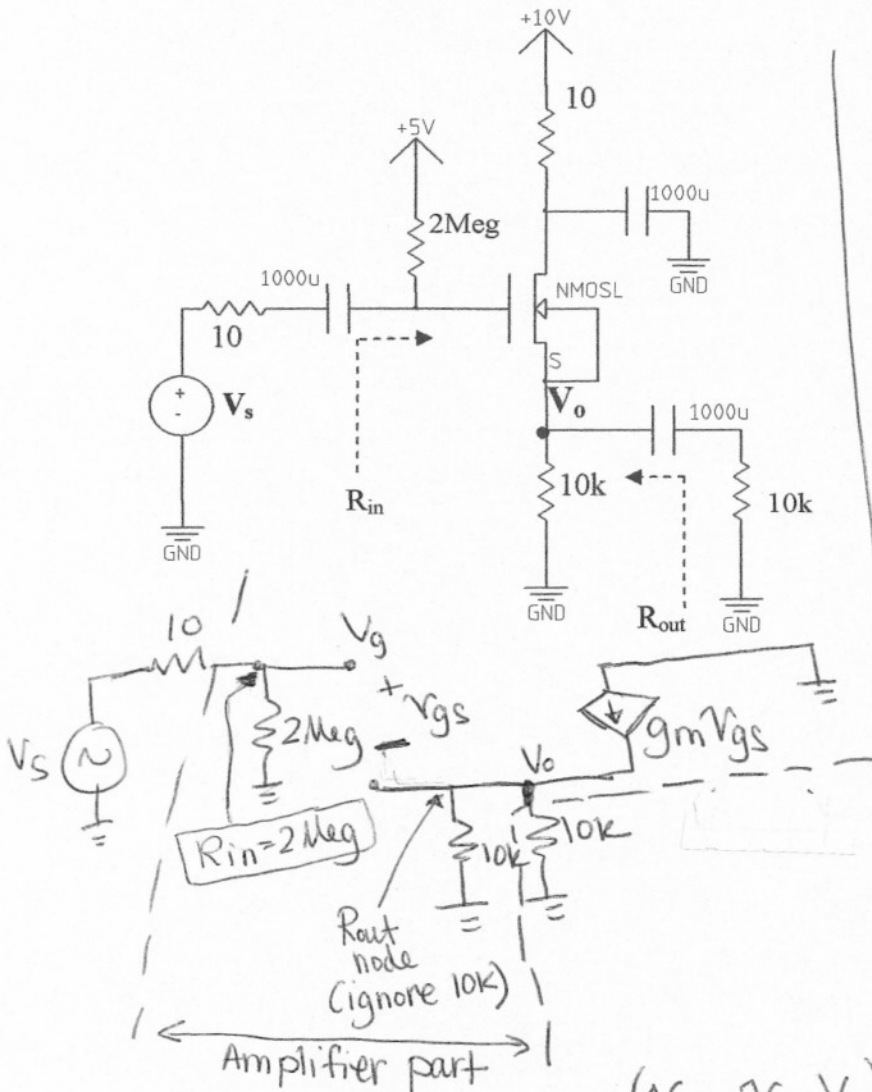 +10V
10
+5V
2Meg
1000u
GND
1000u
NMOSL
10
S
+
-
Vs
Vo
1000u
Rin
10k
10k
GND
GND
Rout
GND
10
Vg
+
Vgs
-
2Meg
gmVgs
Vs
Vo
Rin=2Meg
10k
10k
Rout
node
(ignore 10k)
Amplifier part